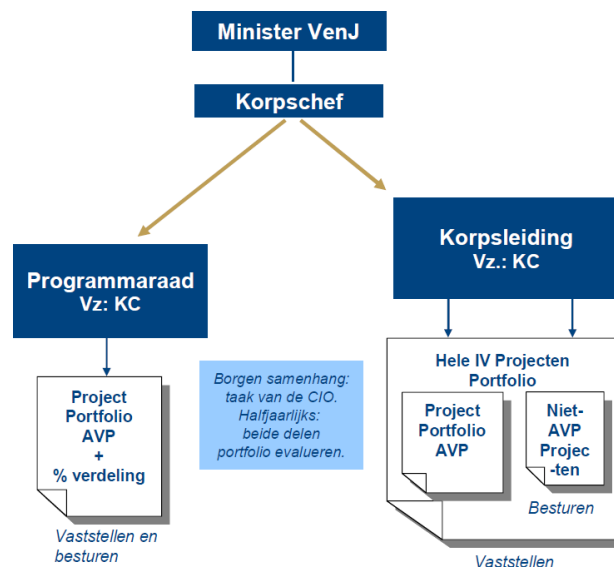 Minister VenJ
Korpschef
Programmaraad
Vz: KC
Korpsleiding
Vz.: KC
Project
Portfolio
AVP
+
% verdeling
Vaststellen en
besturen
Borgen samenhang:
taak van de CIO.
Halfjaarlijks:
beide delen
portfolio evalueren.
Hele IV Projecten
Portfolio
Project
Portfolio
AVP
Niet-
AVP
Projec
-ten
Besturen
Vaststellen